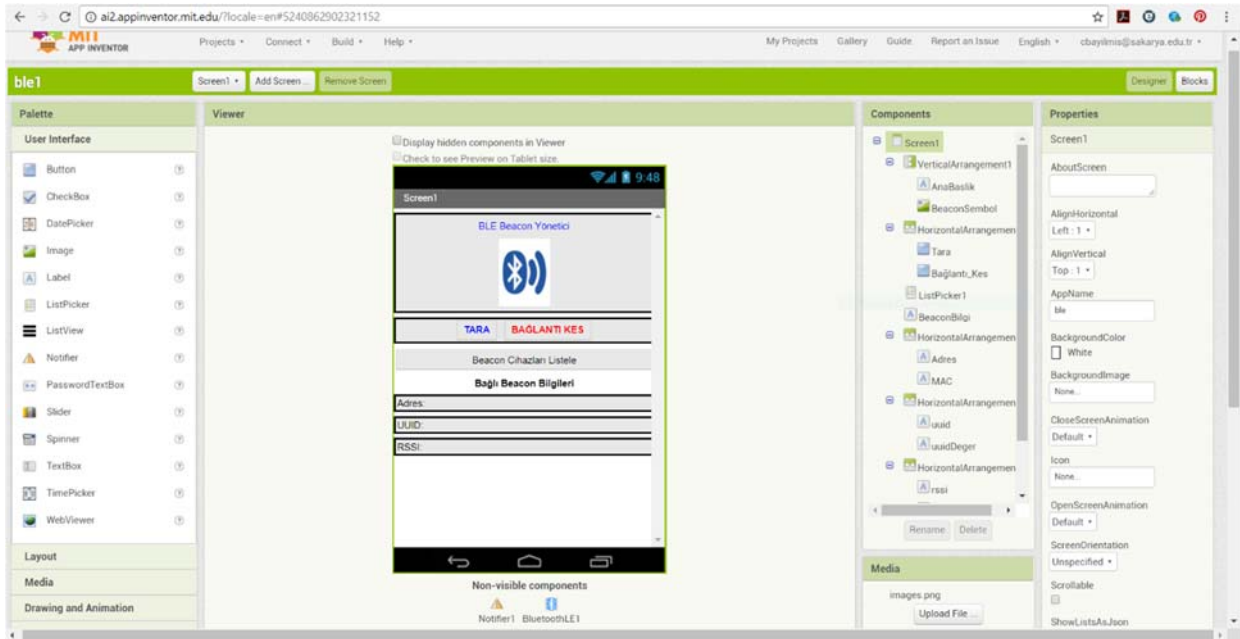 ai2.appinventor.mit.edu/?locale=en#5240862902321152
MIT
APP INVENTOR
Projects
Connect
Build
Help
My Projects
Gallery
Guide
Report an Issue
English
cbayilmis@sakarya.edu.tr
ble1
Screen1
Add Screen ...
Remove Screen
Designer
Blocks
Palette
User Interface
Button
CheckBox
DatePicker
Image
Label
ListPicker
ListView
Notifier
PasswordTextBox
Slider
Spinner
TextBox
TimePicker
WebViewer
Layout
Media
Drawing and Animation
Viewer
Display hidden components in Viewer
Check to see Preview on Tablet size.
9:48
Screen1
BLE Beacon Yönetici
TARA
BAĞLANTI KES
Beacon Cihazları Listele
Bağlı Beacon Bilgileri
Adres:
UUID:
RSSI:
Non-visible components
Notifier1
BluetoothLE1
Components
Screen1
VerticalArrangement1
AnaBaslik
BeaconSembol
HorizontalArrangemen
Tara
Bağlantı_Kes
ListPicker1
BeaconBilgi
HorizontalArrangemen
Adres
MAC
HorizontalArrangemen
uuid
uuidDeger
HorizontalArrangemen
rssi
Rename
Delete
Media
images.png
Upload File ...
Properties
Screen1
AboutScreen
AlignHorizontal
Left : 1
AlignVertical
Top : 1
AppName
ble
BackgroundColor
White
BackgroundImage
None...
CloseScreenAnimation
Default
Icon
None...
OpenScreenAnimation
Default
ScreenOrientation
Unspecified
Scrollable
ShowListsAsJson